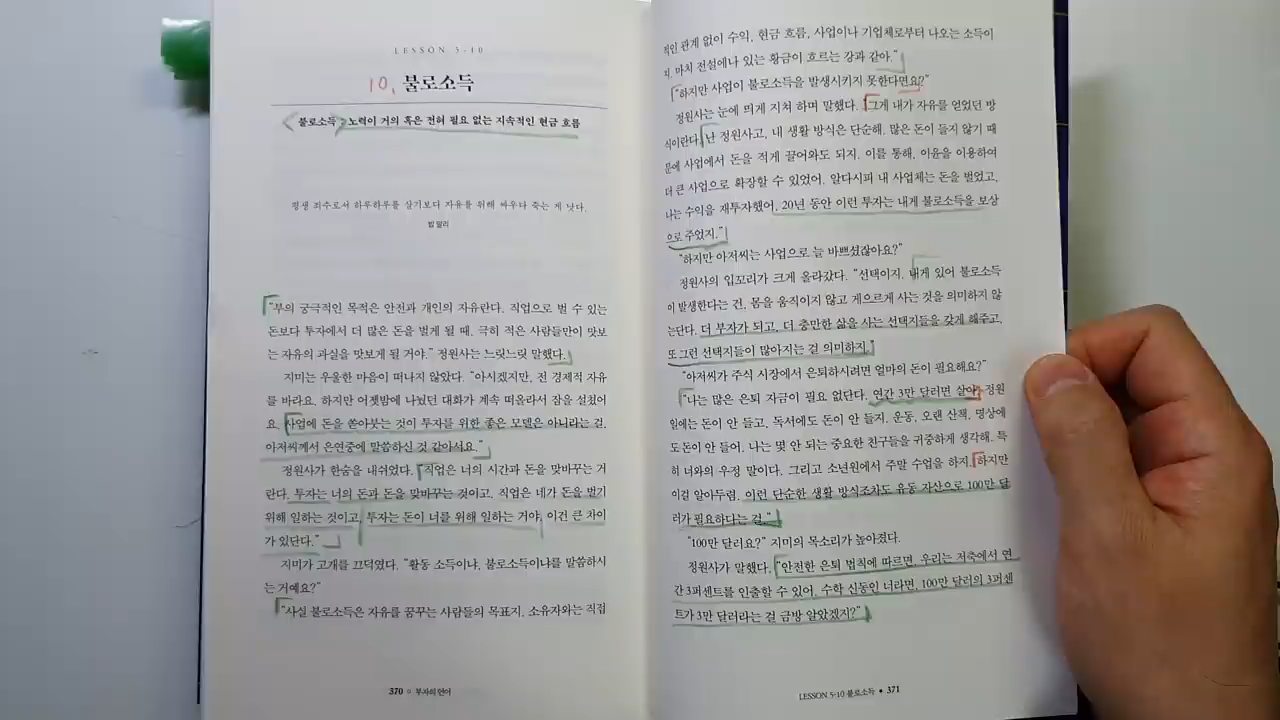 LESSON 5-10
10. 불로소득
<불로소득> 노력이 거의 혹은 전혀 필요 없는 지속적인 현금 흐름
평생 죄수로서 하루하루를 살기보다 자유를 위해 싸우다 죽는 게 낫다.
밥 말리
“부의 궁극적인 목적은 안전과 개인의 자유란다. 직업으로 벌 수 있는
돈보다 투자에서 더 많은 돈을 벌게 될 때, 극히 적은 사람들만이 맛보
는 자유의 과실을 맛보게 될 거야.” 정원사는 느릿느릿 말했다.
지미는 우울한 마음이 떠나지 않았다. “아시겠지만, 전 경제적 자유
를 바라요. 하지만 어젯밤에 나눴던 대화가 계속 떠올라서 잠을 설쳤어
요. 사업에 돈을 쏟아붓는 것이 투자를 위한 좋은 모델은 아니라는 걸,
아저씨께서 은연중에 말씀하신 것 같아서요.”
정원사가 한숨을 내쉬었다. “직업은 너의 시간과 돈을 맞바꾸는 거
란다. 투자는 너의 돈과 돈을 맞바꾸는 것이고. 직업은 네가 돈을 벌기
위해 일하는 것이고, 투자는 돈이 너를 위해 일하는 거야. 이건 큰 차이
가 있단다.”
지미가 고개를 끄덕였다. “활동 소득이냐, 불로소득이냐를 말씀하시
는 거예요?”
“사실 불로소득은 자유를 꿈꾸는 사람들의 목표지. 소유자와는 직접
370 부자의 언어
적인 관계 없이 수익, 현금 흐름, 사업이나 기업체로부터 나오는 소득이
지. 마치 전설에나 있는 황금이 흐르는 강과 같아.”
“하지만 사업이 불로소득을 발생시키지 못한다면요?”
정원사는 눈에 띄게 지쳐 하며 말했다. “그게 내가 자유를 얻었던 방
식이란다. 난 정원사고, 내 생활 방식은 단순해. 많은 돈이 들지 않기 때
문에 사업에서 돈을 적게 끌어와도 되지. 이를 통해, 이윤을 이용하여
더 큰 사업으로 확장할 수 있었어. 알다시피 내 사업체는 돈을 벌었고,
나는 수익을 재투자했어. 20년 동안 이런 투자는 내게 불로소득을 보상
으로 주었지.”
“하지만 아저씨는 사업으로 늘 바쁘셨잖아요?”
정원사의 입꼬리가 크게 올라갔다. “선택이지. 내게 있어 불로소득
이 발생한다는 건, 몸을 움직이지 않고 게으르게 사는 것을 의미하지 않
는단다. 더 부자가 되고, 더 충만한 삶을 사는 선택지들을 갖게 해주고,
또 그런 선택지들이 많아지는 걸 의미하지.”
“아저씨가 주식 시장에서 은퇴하시려면 얼마의 돈이 필요해요?”
“나는 많은 은퇴 자금이 필요 없단다. 연간 3만 달러면 살아. 정원
일에는 돈이 안 들고, 독서에도 돈이 안 들지. 운동, 오랜 산책, 명상에
도 돈이 안 들어. 나는 몇 안 되는 중요한 친구들을 귀중하게 생각해. 특
히 너와의 우정 말이다. 그리고 소년원에서 주말 수업을 하지. 하지만
이걸 알아두렴. 이런 단순한 생활 방식조차도 유동 자산으로 100만 달
러가 필요하다는 걸.”
“100만 달러요?” 지미의 목소리가 높아졌다.
정원사가 말했다. “안전한 은퇴 법칙에 따르면, 우리는 저축에서 연
간 3퍼센트를 인출할 수 있어. 수학 신동인 너라면, 100만 달러의 3퍼센
트가 3만 달러라는 걸 금방 알았겠지?”
LESSON 5-10 불로소득 371